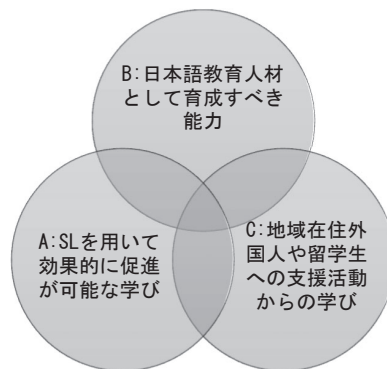 B:日本語教育人材
として育成すべき
能力
A:SLを用いて
効果的に促進
が可能な学び
C:地域在住外
国人や留学生
への支援活動
からの学び